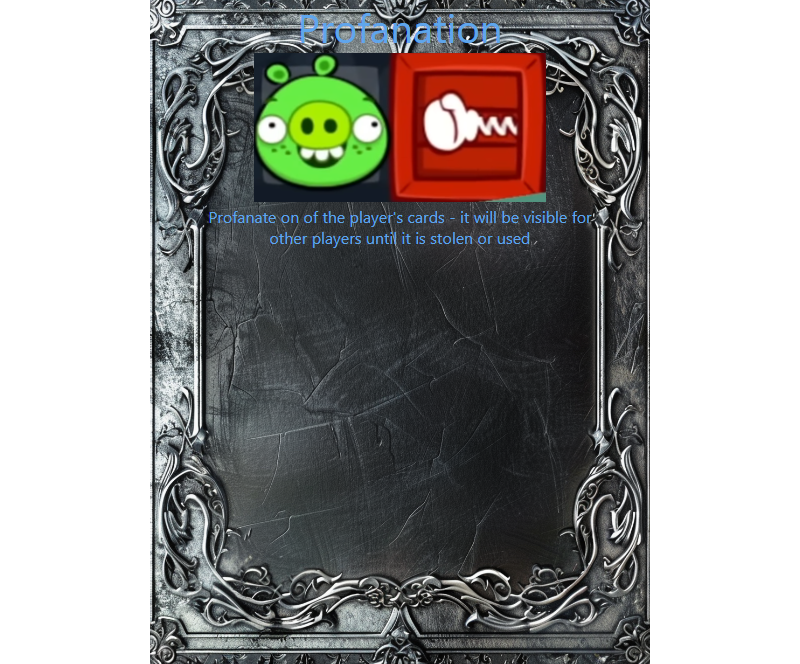 Profanation
Profanate on of the player's cards - it will be visible for
other players until it is stolen or used.